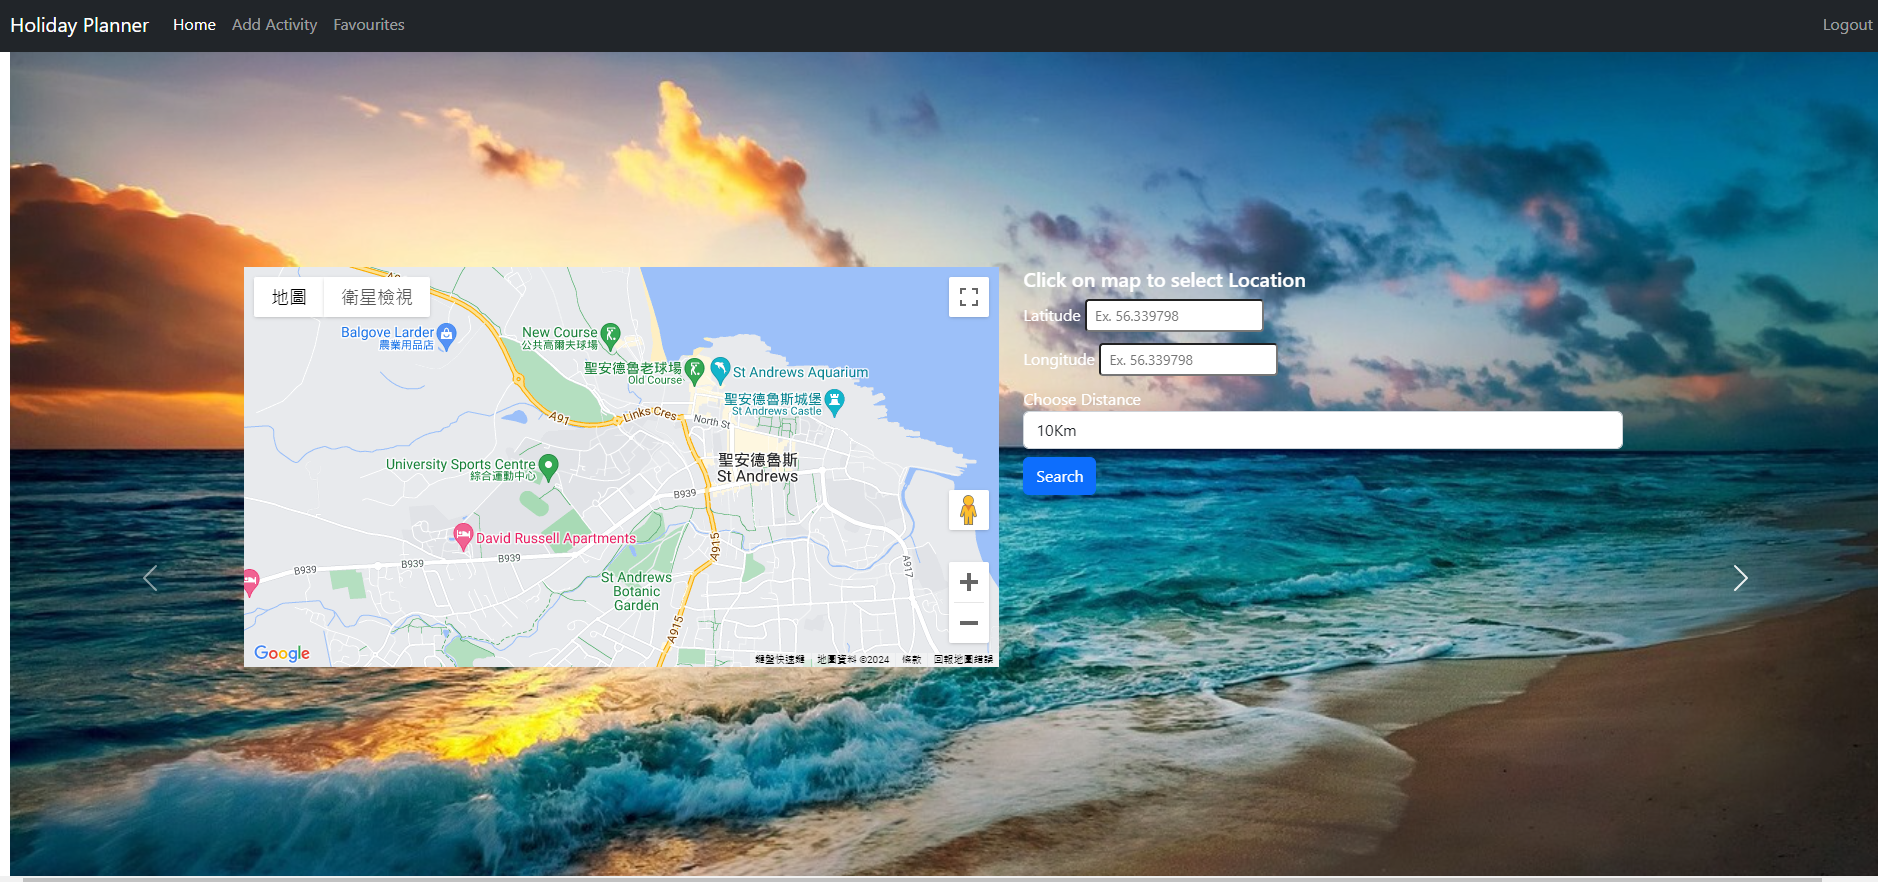 Holiday Planner
Home
Add Activity
Favourites
Logout
地圖
衛星檢視
Balgove Larder
農業用品店
New Course
公共高爾夫球場
聖安德魯老球場
Old Course
St Andrews Aquarium
聖安德魯斯城堡
St Andrews Castle
A91
Links Cres
North St
聖安德魯斯
St Andrews
University Sports Centre
綜合運動中心
B939
David Russell Apartments
B939
B939
B939
A915
A917
St Andrews
Botanic
Garden
A915
Google
鍵盤快速鍵
地圖資料 ©2024
條款
回報地圖錯誤
Click on map to select Location
Latitude
Ex. 56.339798
Longitude
Ex. 56.339798
Choose Distance
10Km
Search